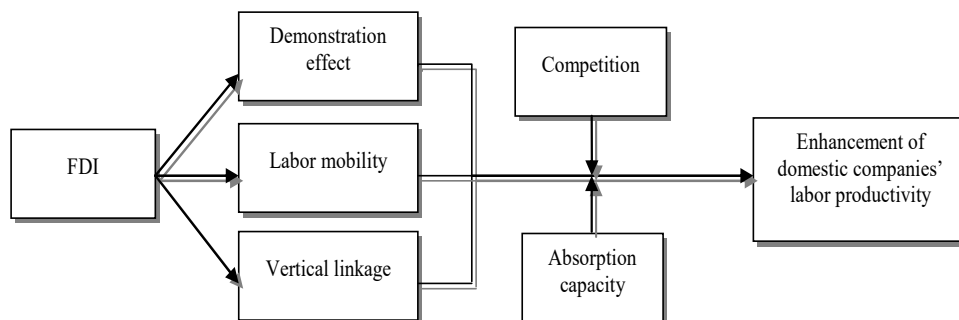 FDI
Demonstration
effect
Labor mobility
Vertical linkage
Competition
Absorption
capacity
Enhancement of
domestic companies'
labor productivity